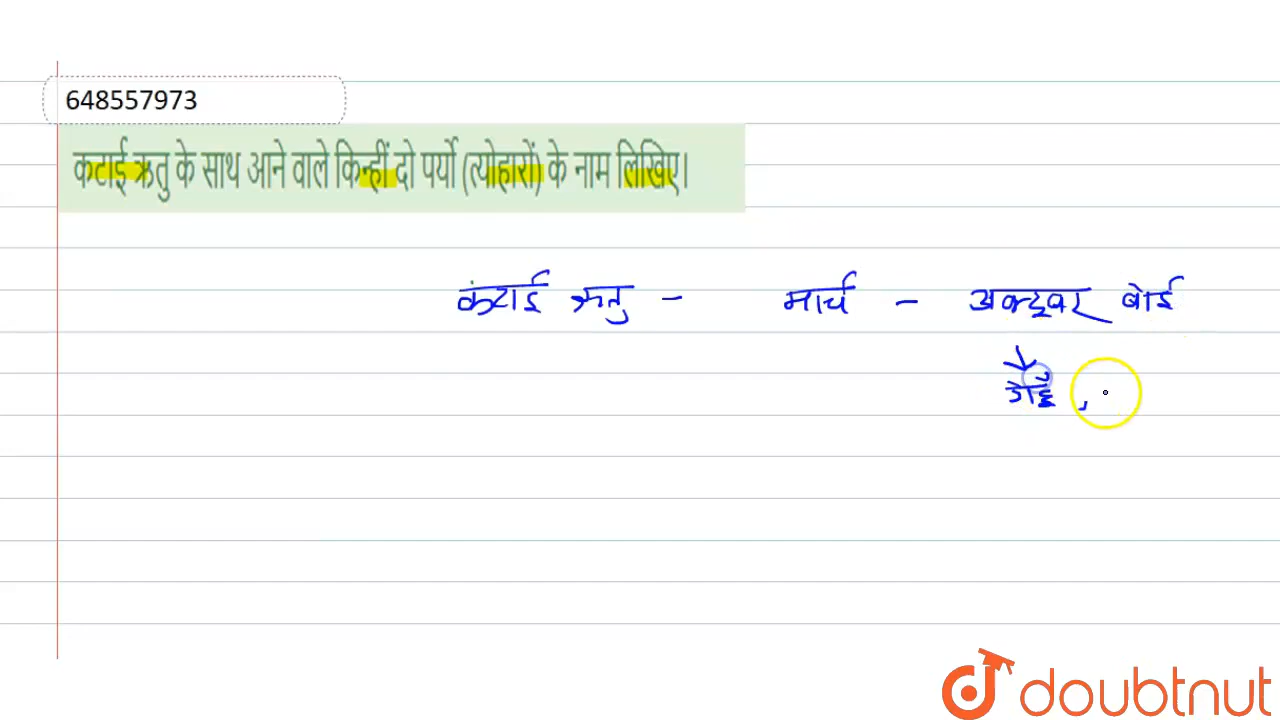 648557973
कटाई ऋतु के साथ आने वाले किन्हीं दो पर्यो (त्योहारों) के नाम लिखिए।
कटाई ऋतु - मार्च - अक्टूबर बोई
गेहूँ ,
doubtnut